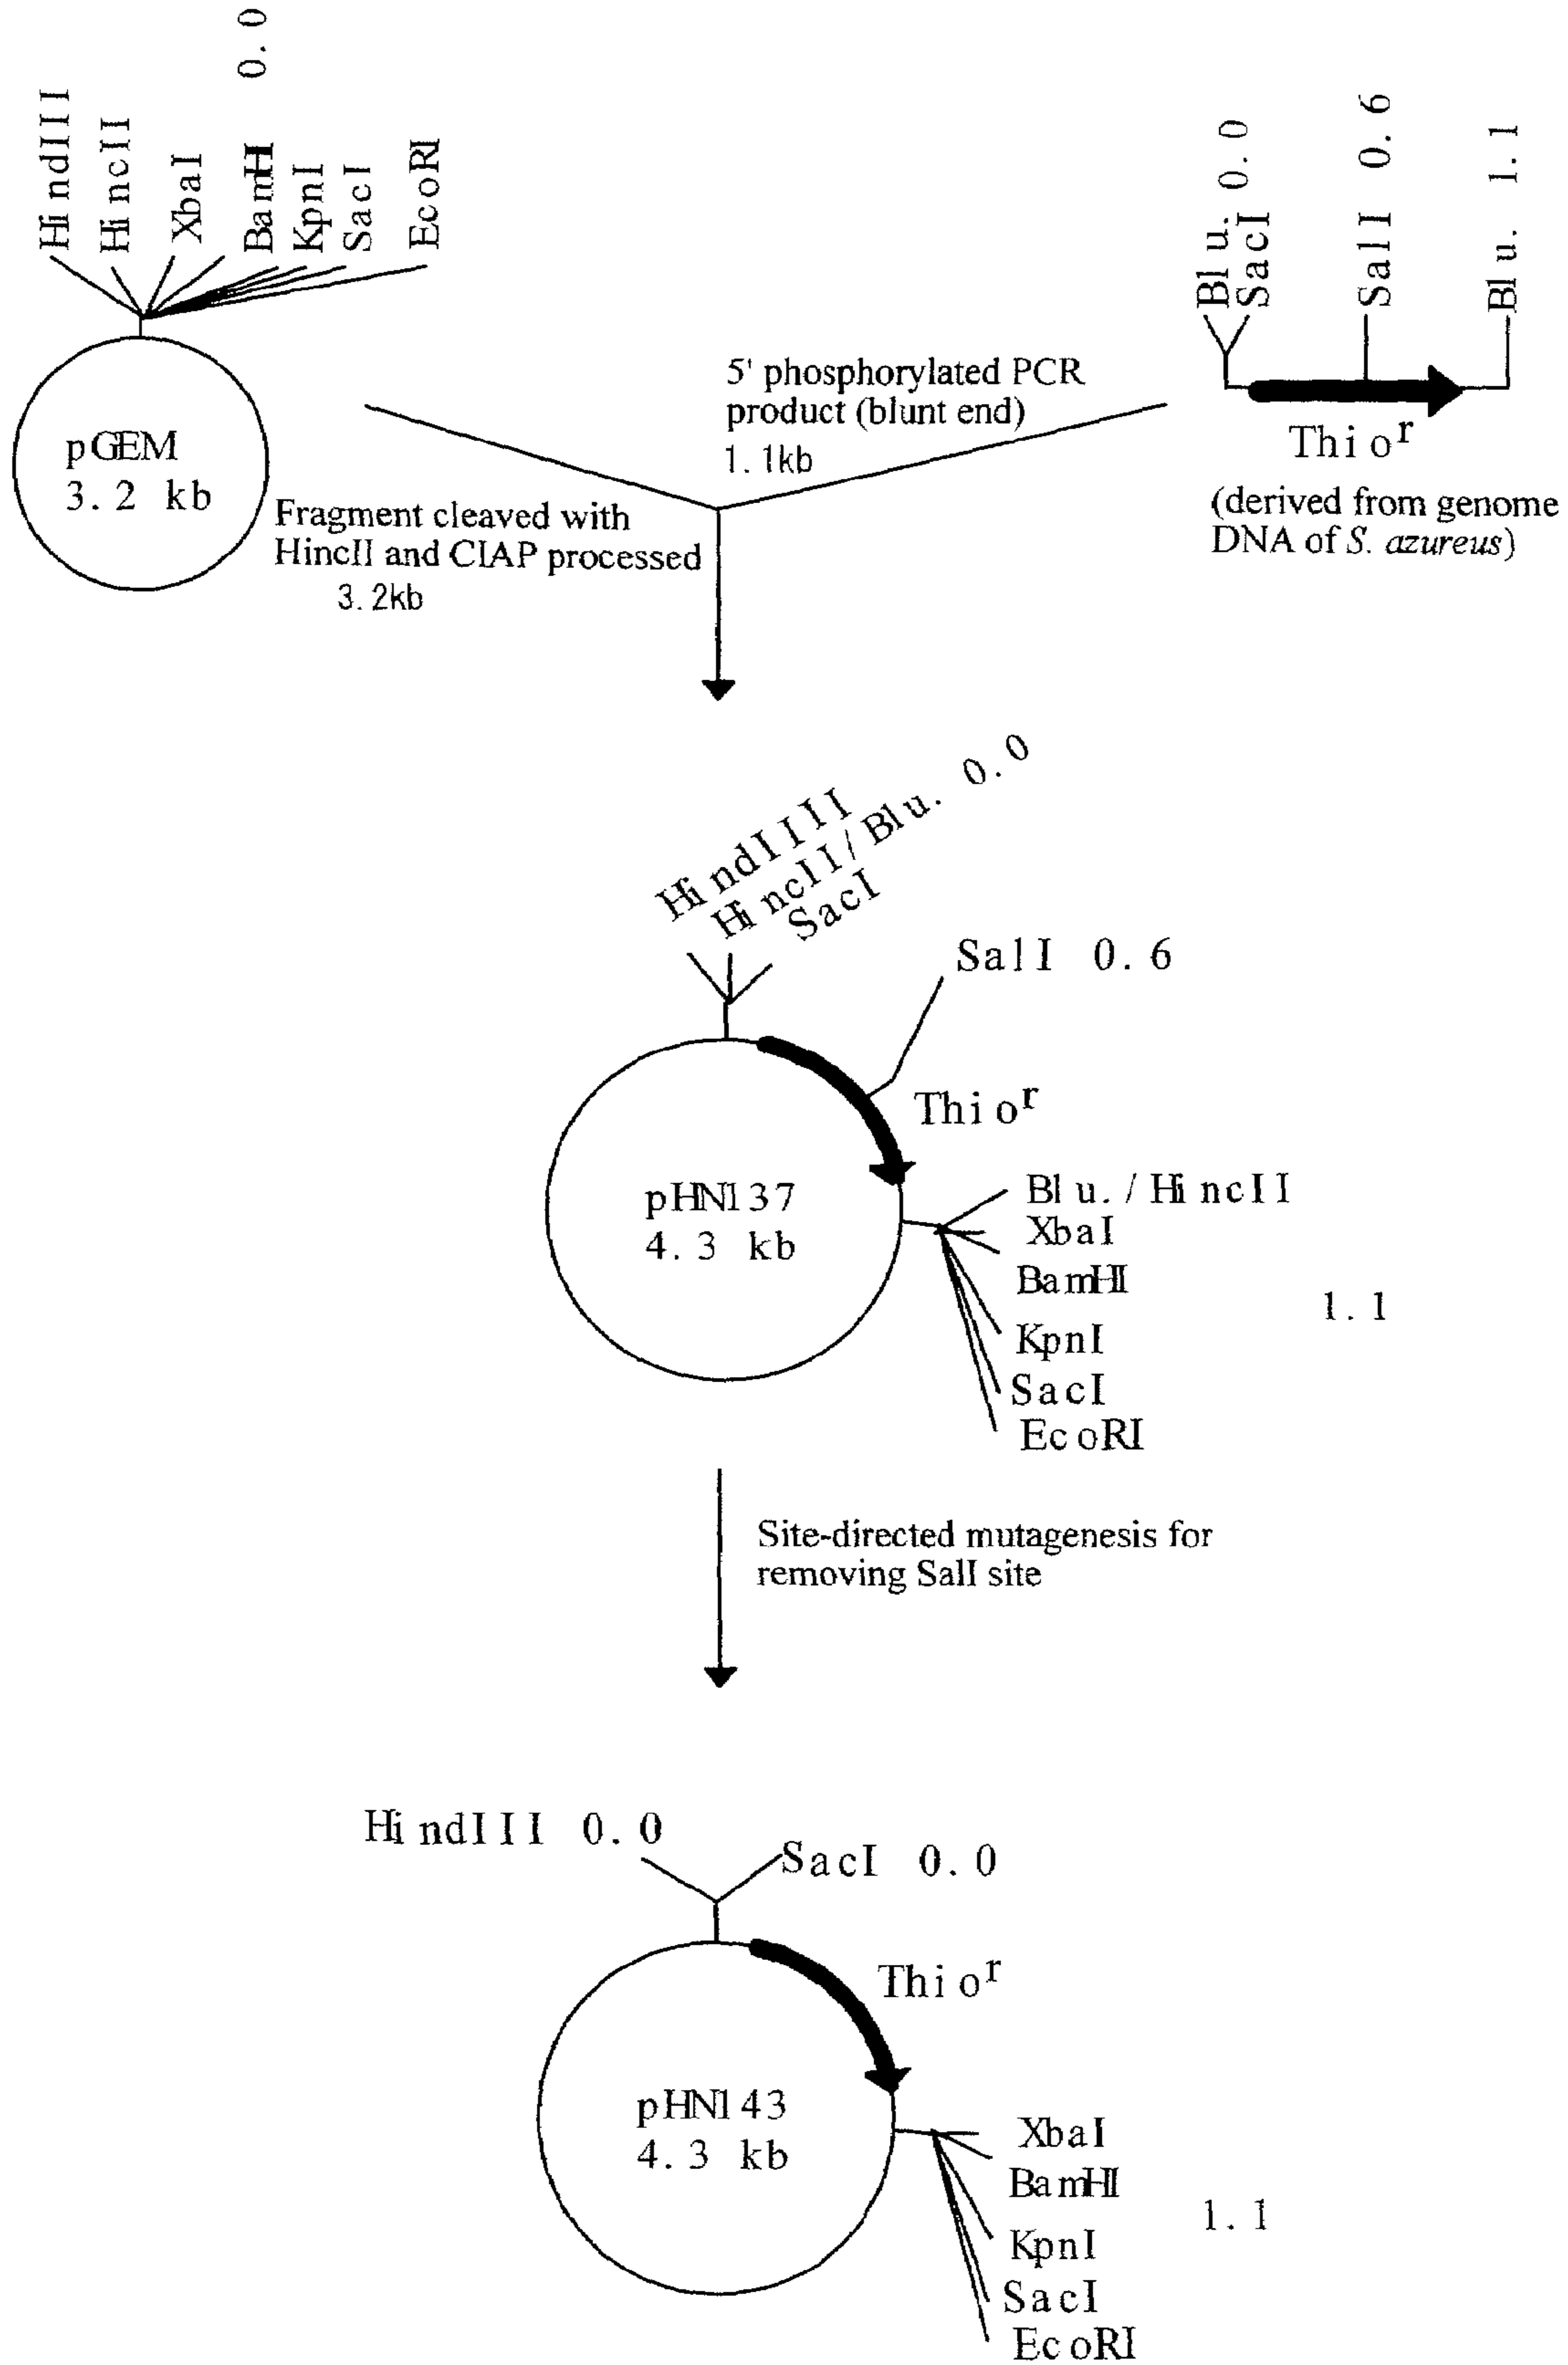 HindIII
HincII
XbaI
BamHI 0.0
KpnI
SacI
EcoRI
pGEM
3.2 kb
Fragment cleaved with
HincII and CIAP processed
3.2kb
5' phosphorylated PCR
product (blunt end)
1.1kb
Blu. 0.0
SacI
SalI 0.6
Blu. 1.1
Thioʳ
(derived from genome
DNA of S. azureus)
HindIIII
HincII/Blu. 0.0
SacI
SalI 0.6
Thioʳ
pHN137
4.3 kb
Blu./HincII
XbaI
BamHI
1.1
KpnI
SacI
EcoRI
Site-directed mutagenesis for
removing SalI site
HindIII 0.0
SacI 0.0
Thioʳ
pHN143
4.3 kb
XbaI
BamHI
1.1
KpnI
SacI
EcoRI